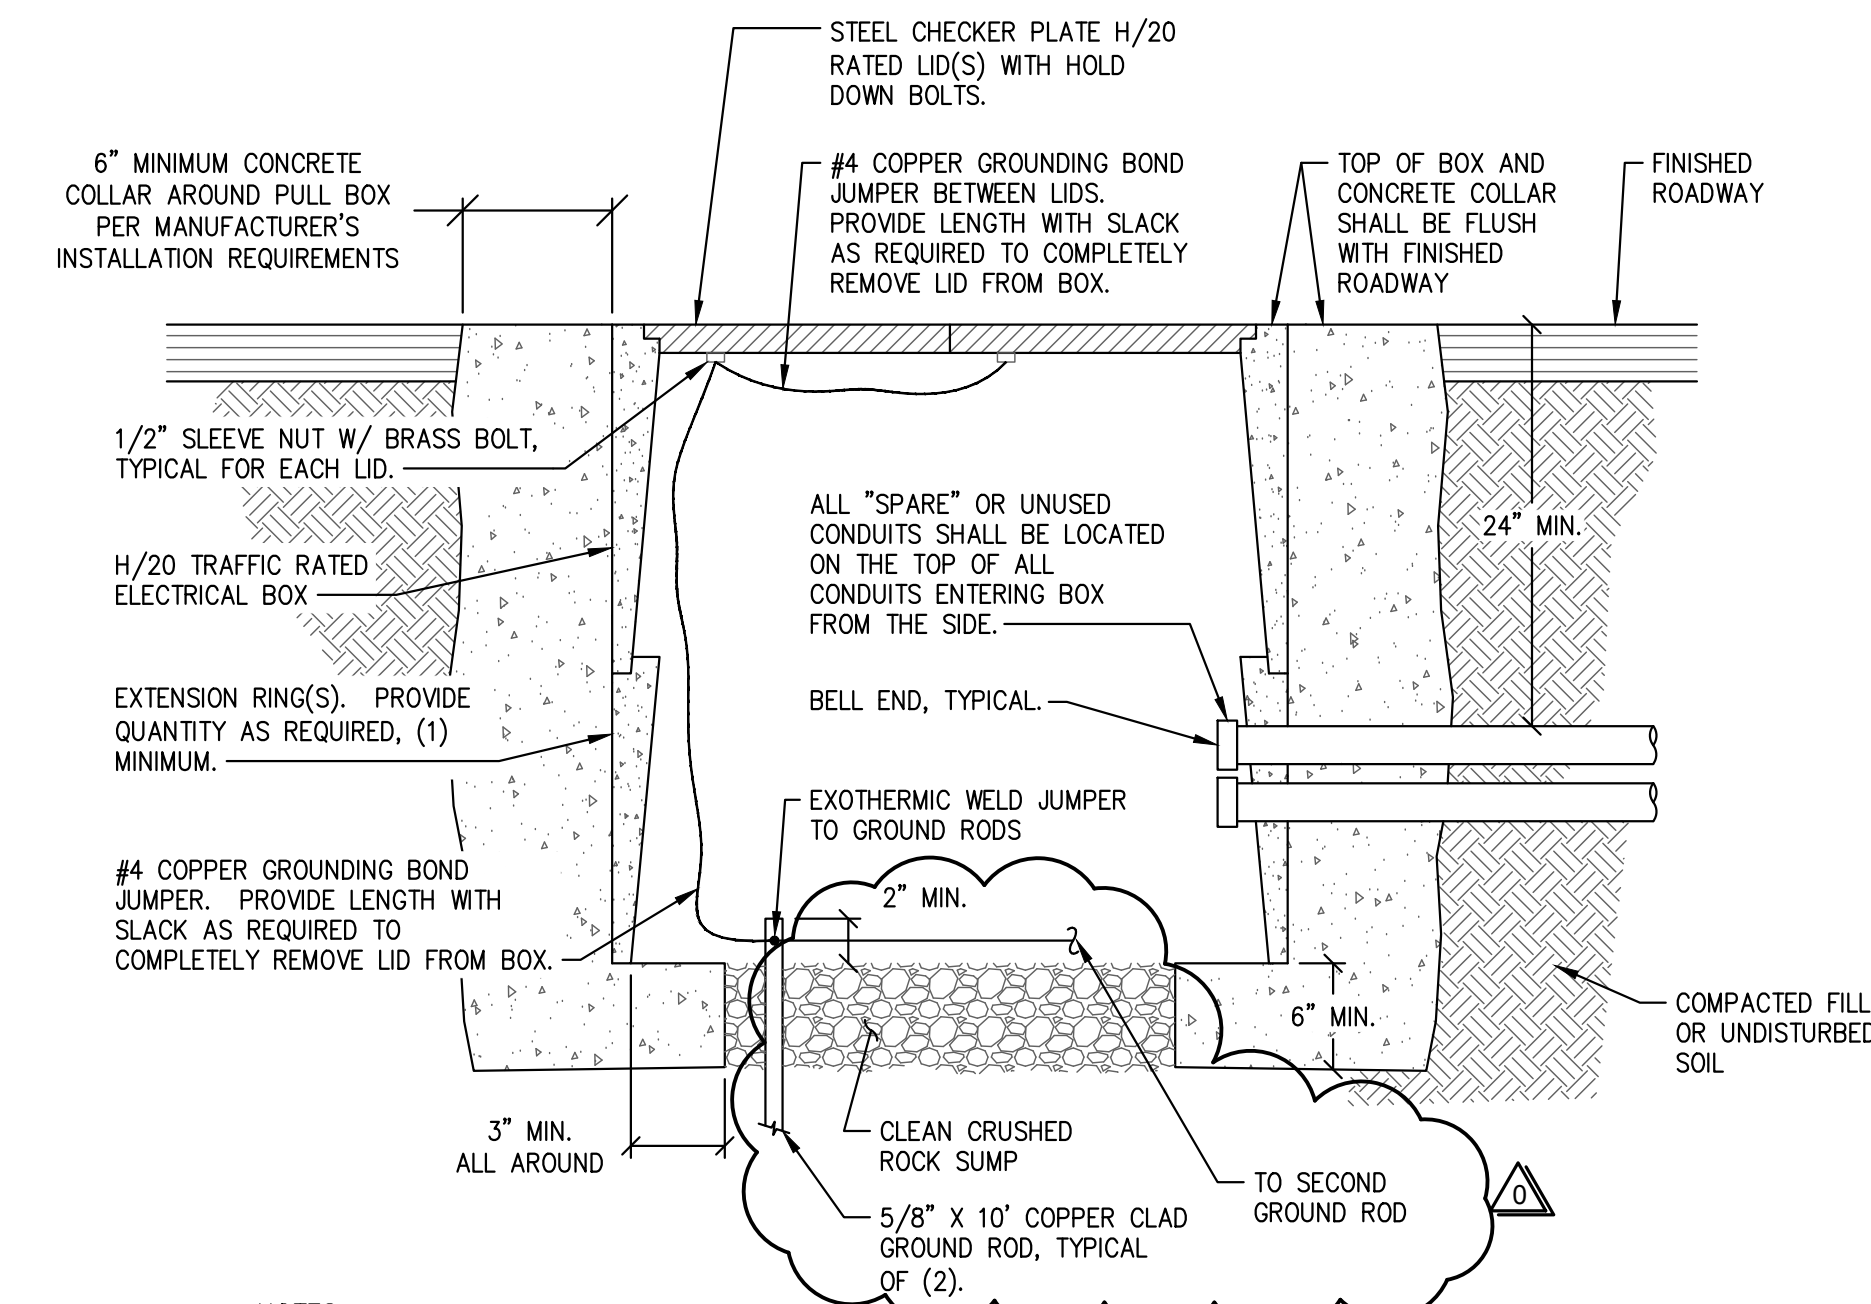 STEEL CHECKER PLATE H/20
RATED LID(S) WITH HOLD
DOWN BOLTS.
6” MINIMUM CONCRETE
COLLAR AROUND PULL BOX
PER MANUFACTURER'S
INSTALLATION REQUIREMENTS
#4 COPPER GROUNDING BOND
JUMPER BETWEEN LIDS.
PROVIDE LENGTH WITH SLACK
AS REQUIRED TO COMPLETELY
REMOVE LID FROM BOX.
TOP OF BOX AND
CONCRETE COLLAR
SHALL BE FLUSH
WITH FINISHED
ROADWAY
FINISHED
ROADWAY
1/2” SLEEVE NUT W/ BRASS BOLT,
TYPICAL FOR EACH LID.
ALL "SPARE" OR UNUSED
CONDUITS SHALL BE LOCATED
ON THE TOP OF ALL
CONDUITS ENTERING BOX
FROM THE SIDE.
24” MIN.
H/20 TRAFFIC RATED
ELECTRICAL BOX
EXTENSION RING(S). PROVIDE
QUANTITY AS REQUIRED, (1)
MINIMUM.
BELL END, TYPICAL.
EXOTHERMIC WELD JUMPER
TO GROUND RODS
#4 COPPER GROUNDING BOND
JUMPER. PROVIDE LENGTH WITH
SLACK AS REQUIRED TO
COMPLETELY REMOVE LID FROM BOX.
2” MIN.
6” MIN.
COMPACTED FILL
OR UNDISTURBED
SOIL
3” MIN.
ALL AROUND
CLEAN CRUSHED
ROCK SUMP
TO SECOND
GROUND ROD
0
5/8” X 10' COPPER CLAD
GROUND ROD, TYPICAL
OF (2).